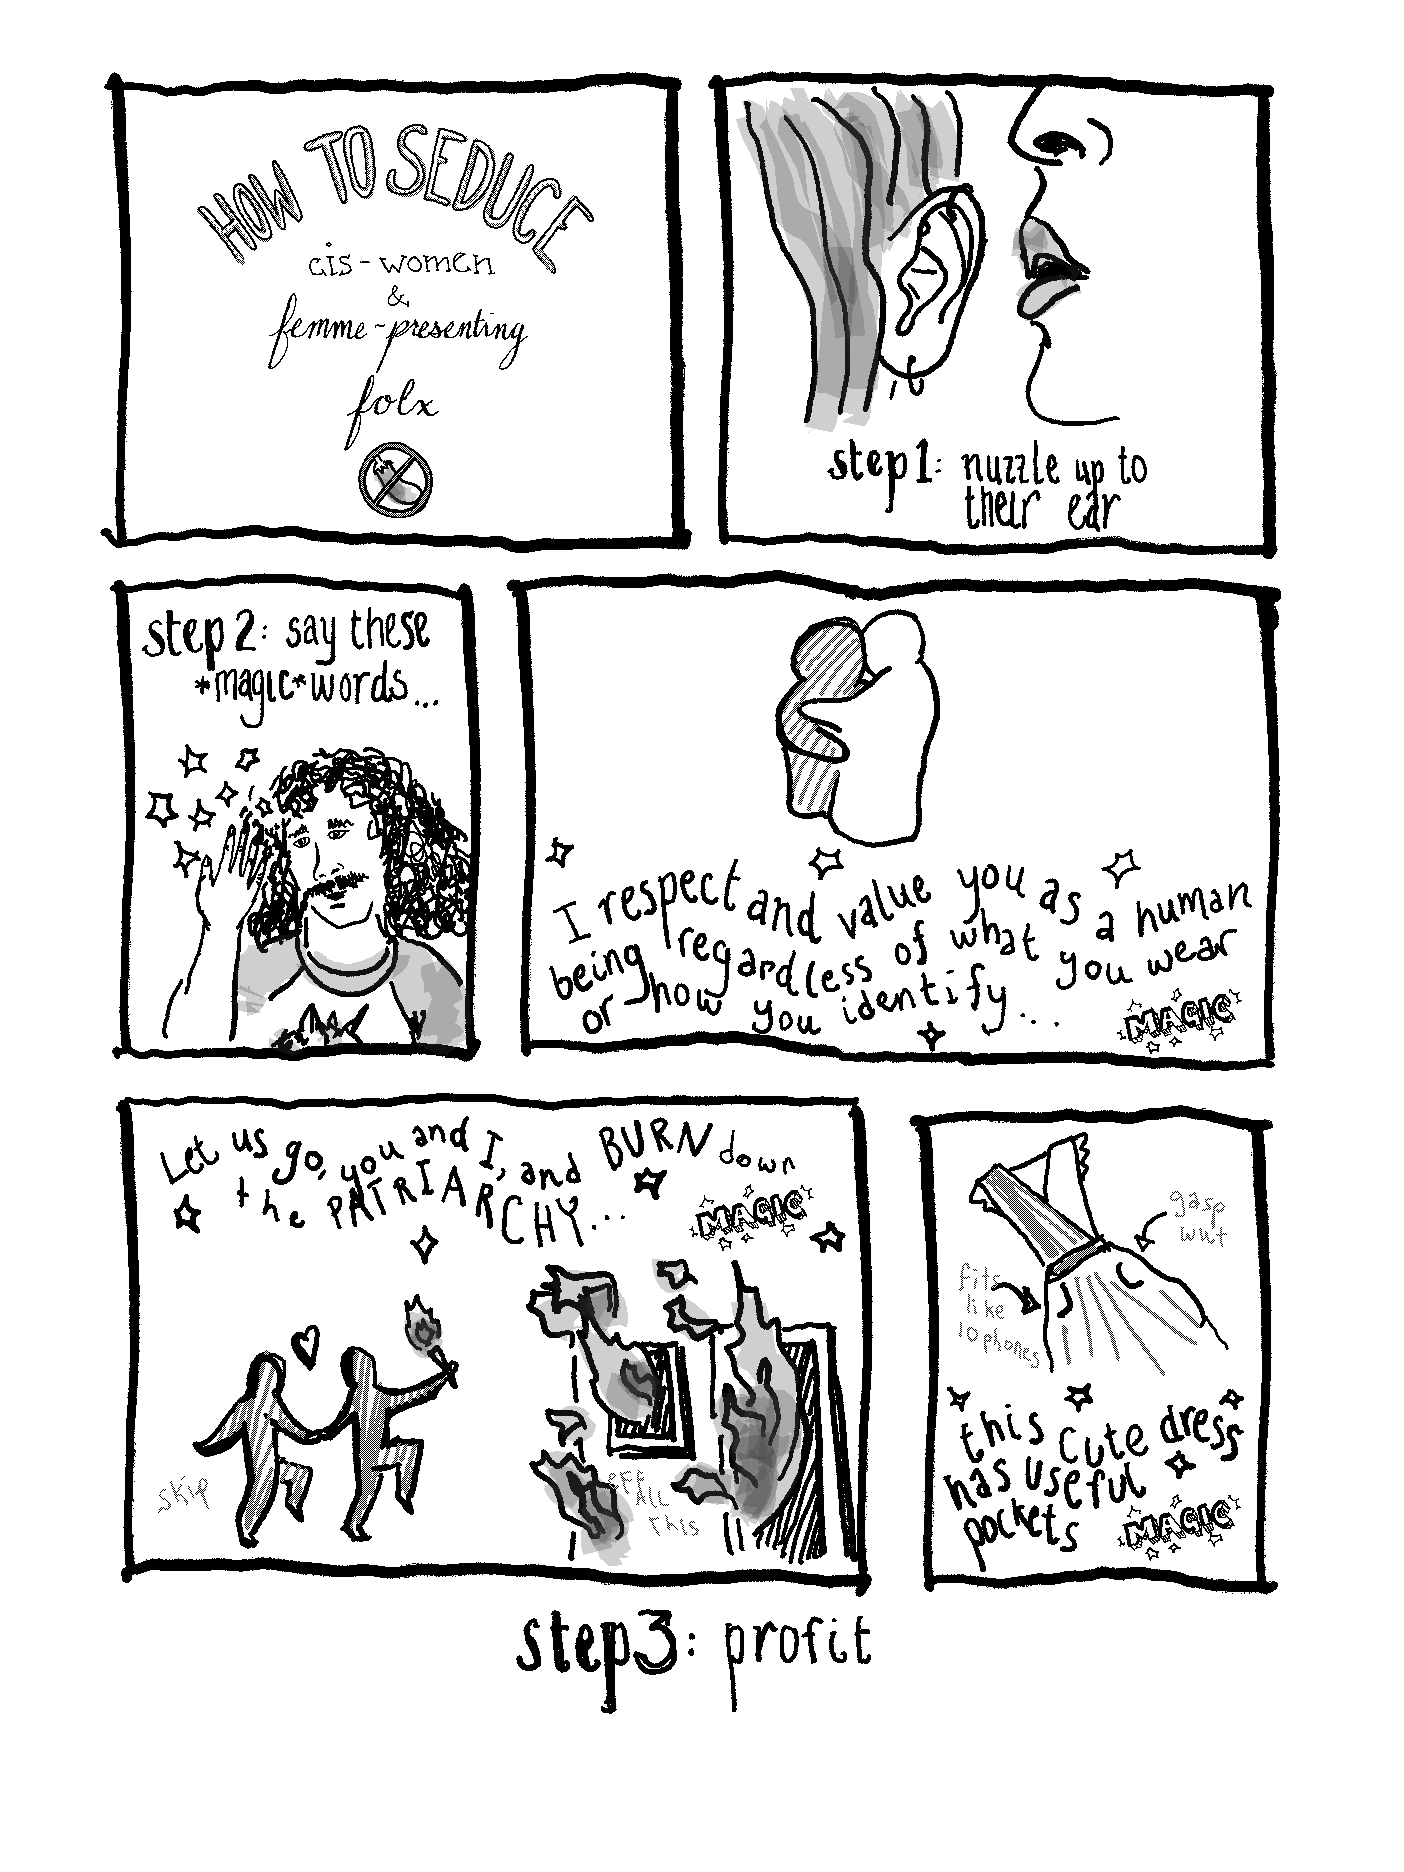 HOW TO SEDUCE
cis-women
&
femme-presenting
folx
step 1: nuzzle up to
their ear
step 2: say these
*magic* words...
I respect and value you as a human
being regardless of what you wear
or how you identify...
MAGIC
Let us go, you and I, and BURN down
the PATRIARCHY...
MAGIC
skip
EFF
ALL
this
gasp
wut
fits
like
10 phones
this cute dress
has useful
pockets
MAGIC
step 3: profit